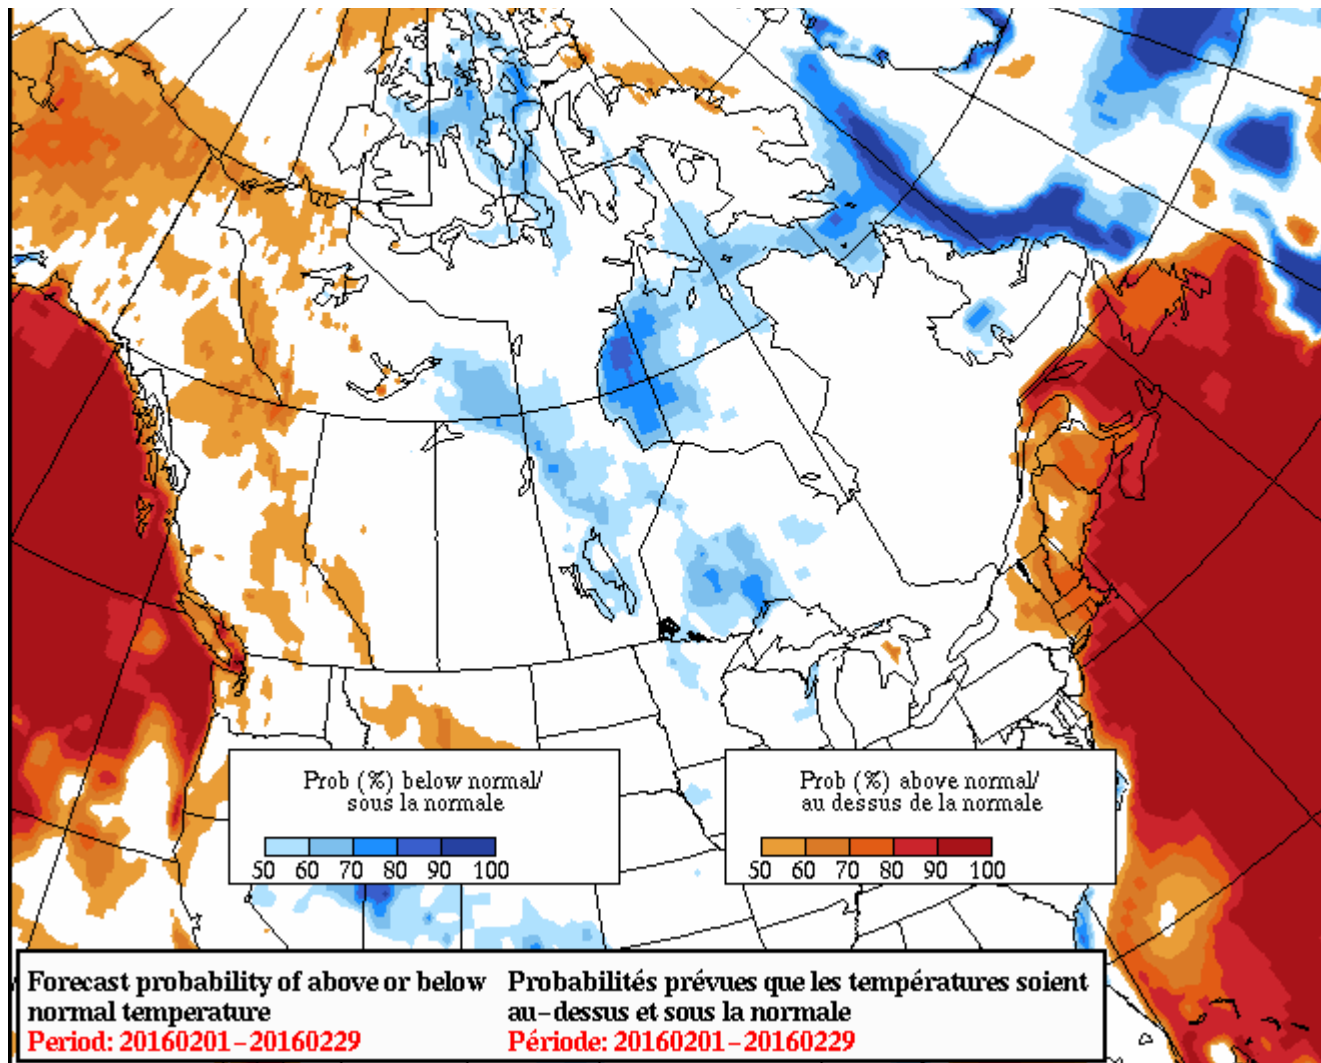 Prob (%) below normal/
sous la normale
50 60 70 80 90 100
Prob (%) above normal/
au dessus de la normale
50 60 70 80 90 100
Forecast probability of above or below
normal temperature
Period: 20160201-20160229
Probabilités prévues que les températures soient
au-dessus et sous la normale
Période: 20160201-20160229